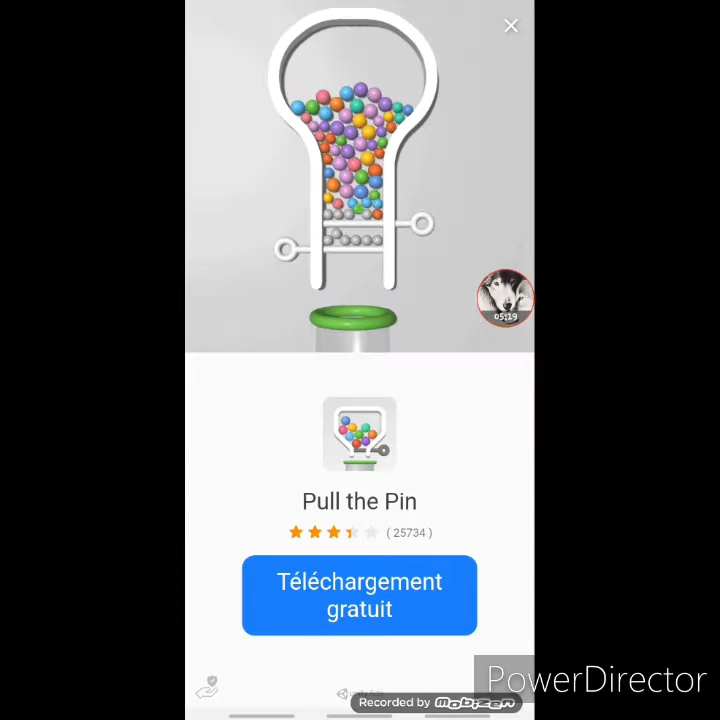 05:19
Pull the Pin
( 25734 )
Téléchargement
gratuit
PowerDirector
Recorded by MOBIZEN